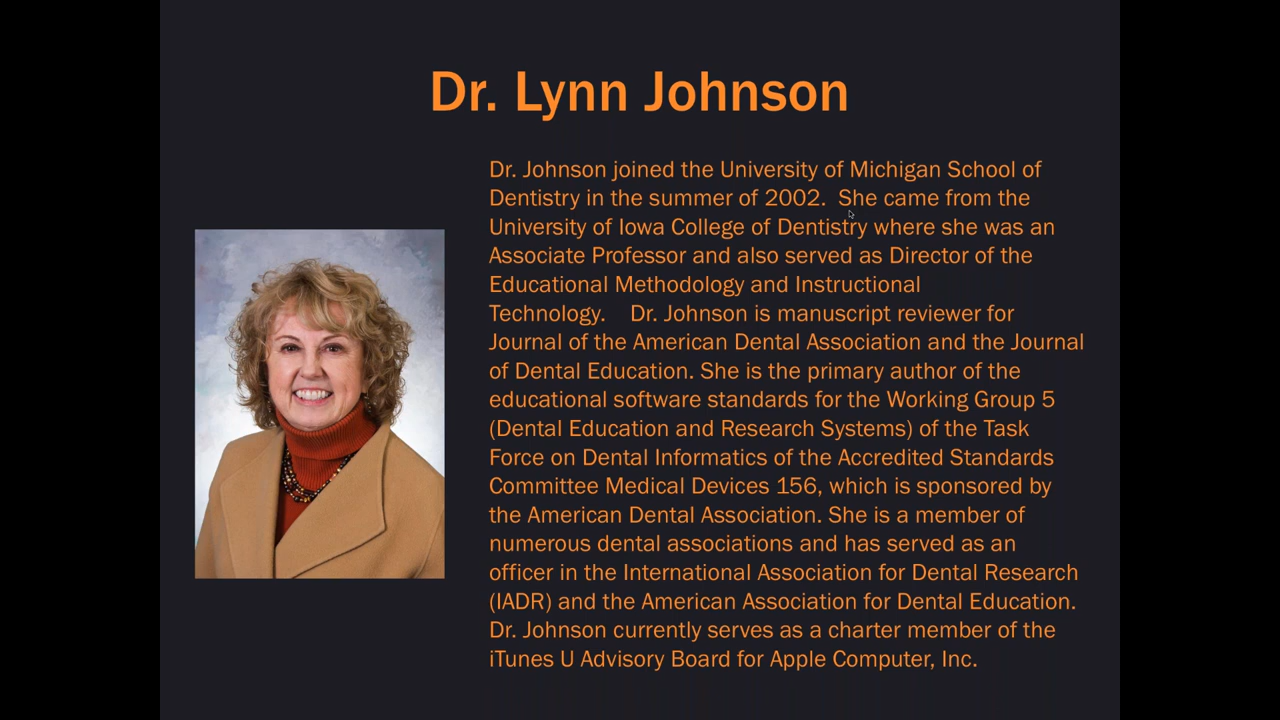 Dr. Lynn Johnson
Dr. Johnson joined the University of Michigan School of
Dentistry in the summer of 2002.  She came from the
University of Iowa College of Dentistry where she was an
Associate Professor and also served as Director of the
Educational Methodology and Instructional
Technology.    Dr. Johnson is manuscript reviewer for
Journal of the American Dental Association and the Journal
of Dental Education. She is the primary author of the
educational software standards for the Working Group 5
(Dental Education and Research Systems) of the Task
Force on Dental Informatics of the Accredited Standards
Committee Medical Devices 156, which is sponsored by
the American Dental Association. She is a member of
numerous dental associations and has served as an
officer in the International Association for Dental Research
(IADR) and the American Association for Dental Education.
Dr. Johnson currently serves as a charter member of the
iTunes U Advisory Board for Apple Computer, Inc.